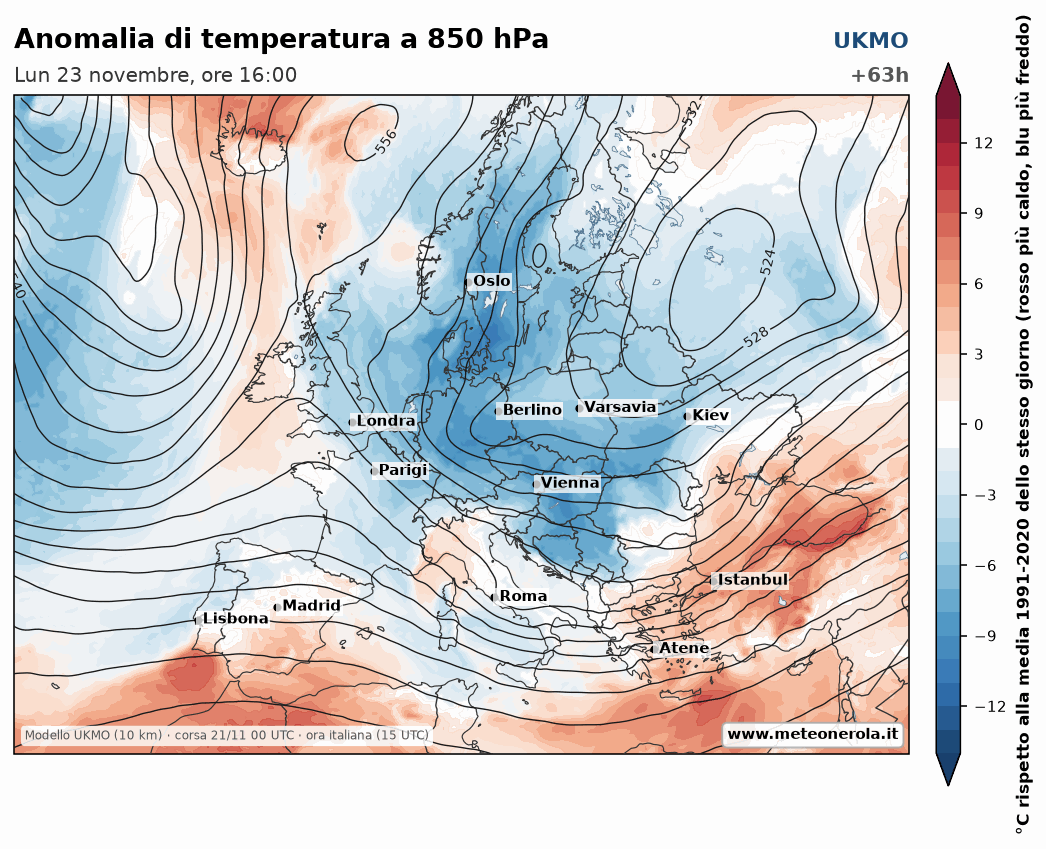 Anomalia di temperatura a 850 hPa
UKMO
Lun 23 novembre, ore 16:00
+63h
556
532
524
528
40
Oslo
Berlino
Varsavia
Kiev
Londra
Parigi
Vienna
Istanbul
Roma
Madrid
Lisbona
Atene
Modello UKMO (10 km) · corsa 21/11 00 UTC · ora italiana (15 UTC)
www.meteonerola.it
12
9
6
3
0
−3
−6
−9
−12
°C rispetto alla media 1991-2020 dello stesso giorno (rosso più caldo, blu più freddo)